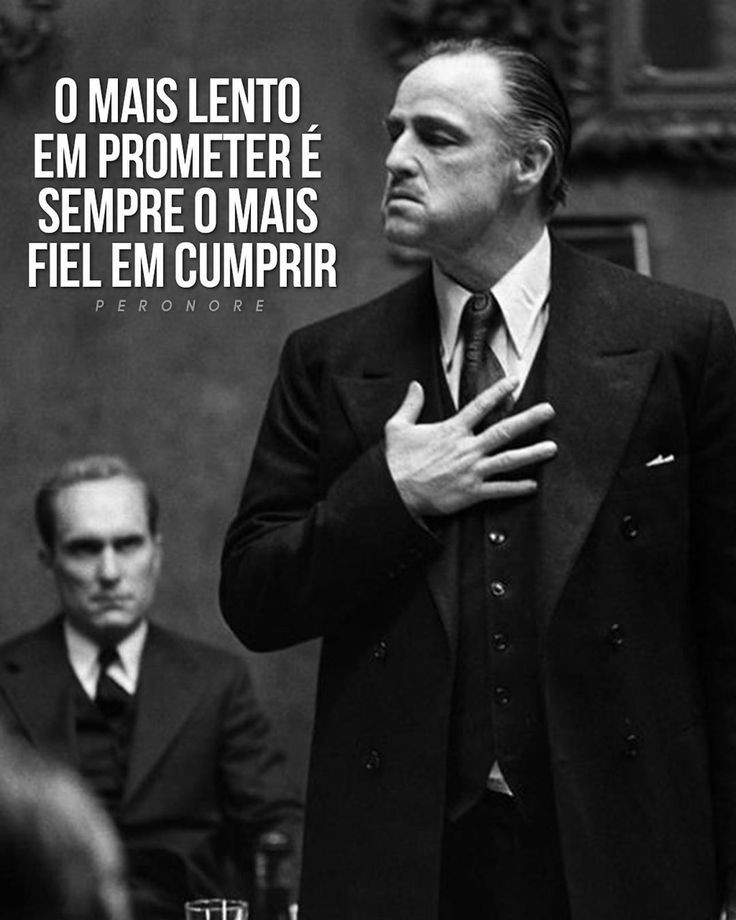 O MAIS LENTO
EM PROMETER É
SEMPRE O MAIS
FIEL EM CUMPRIR
PERONORE